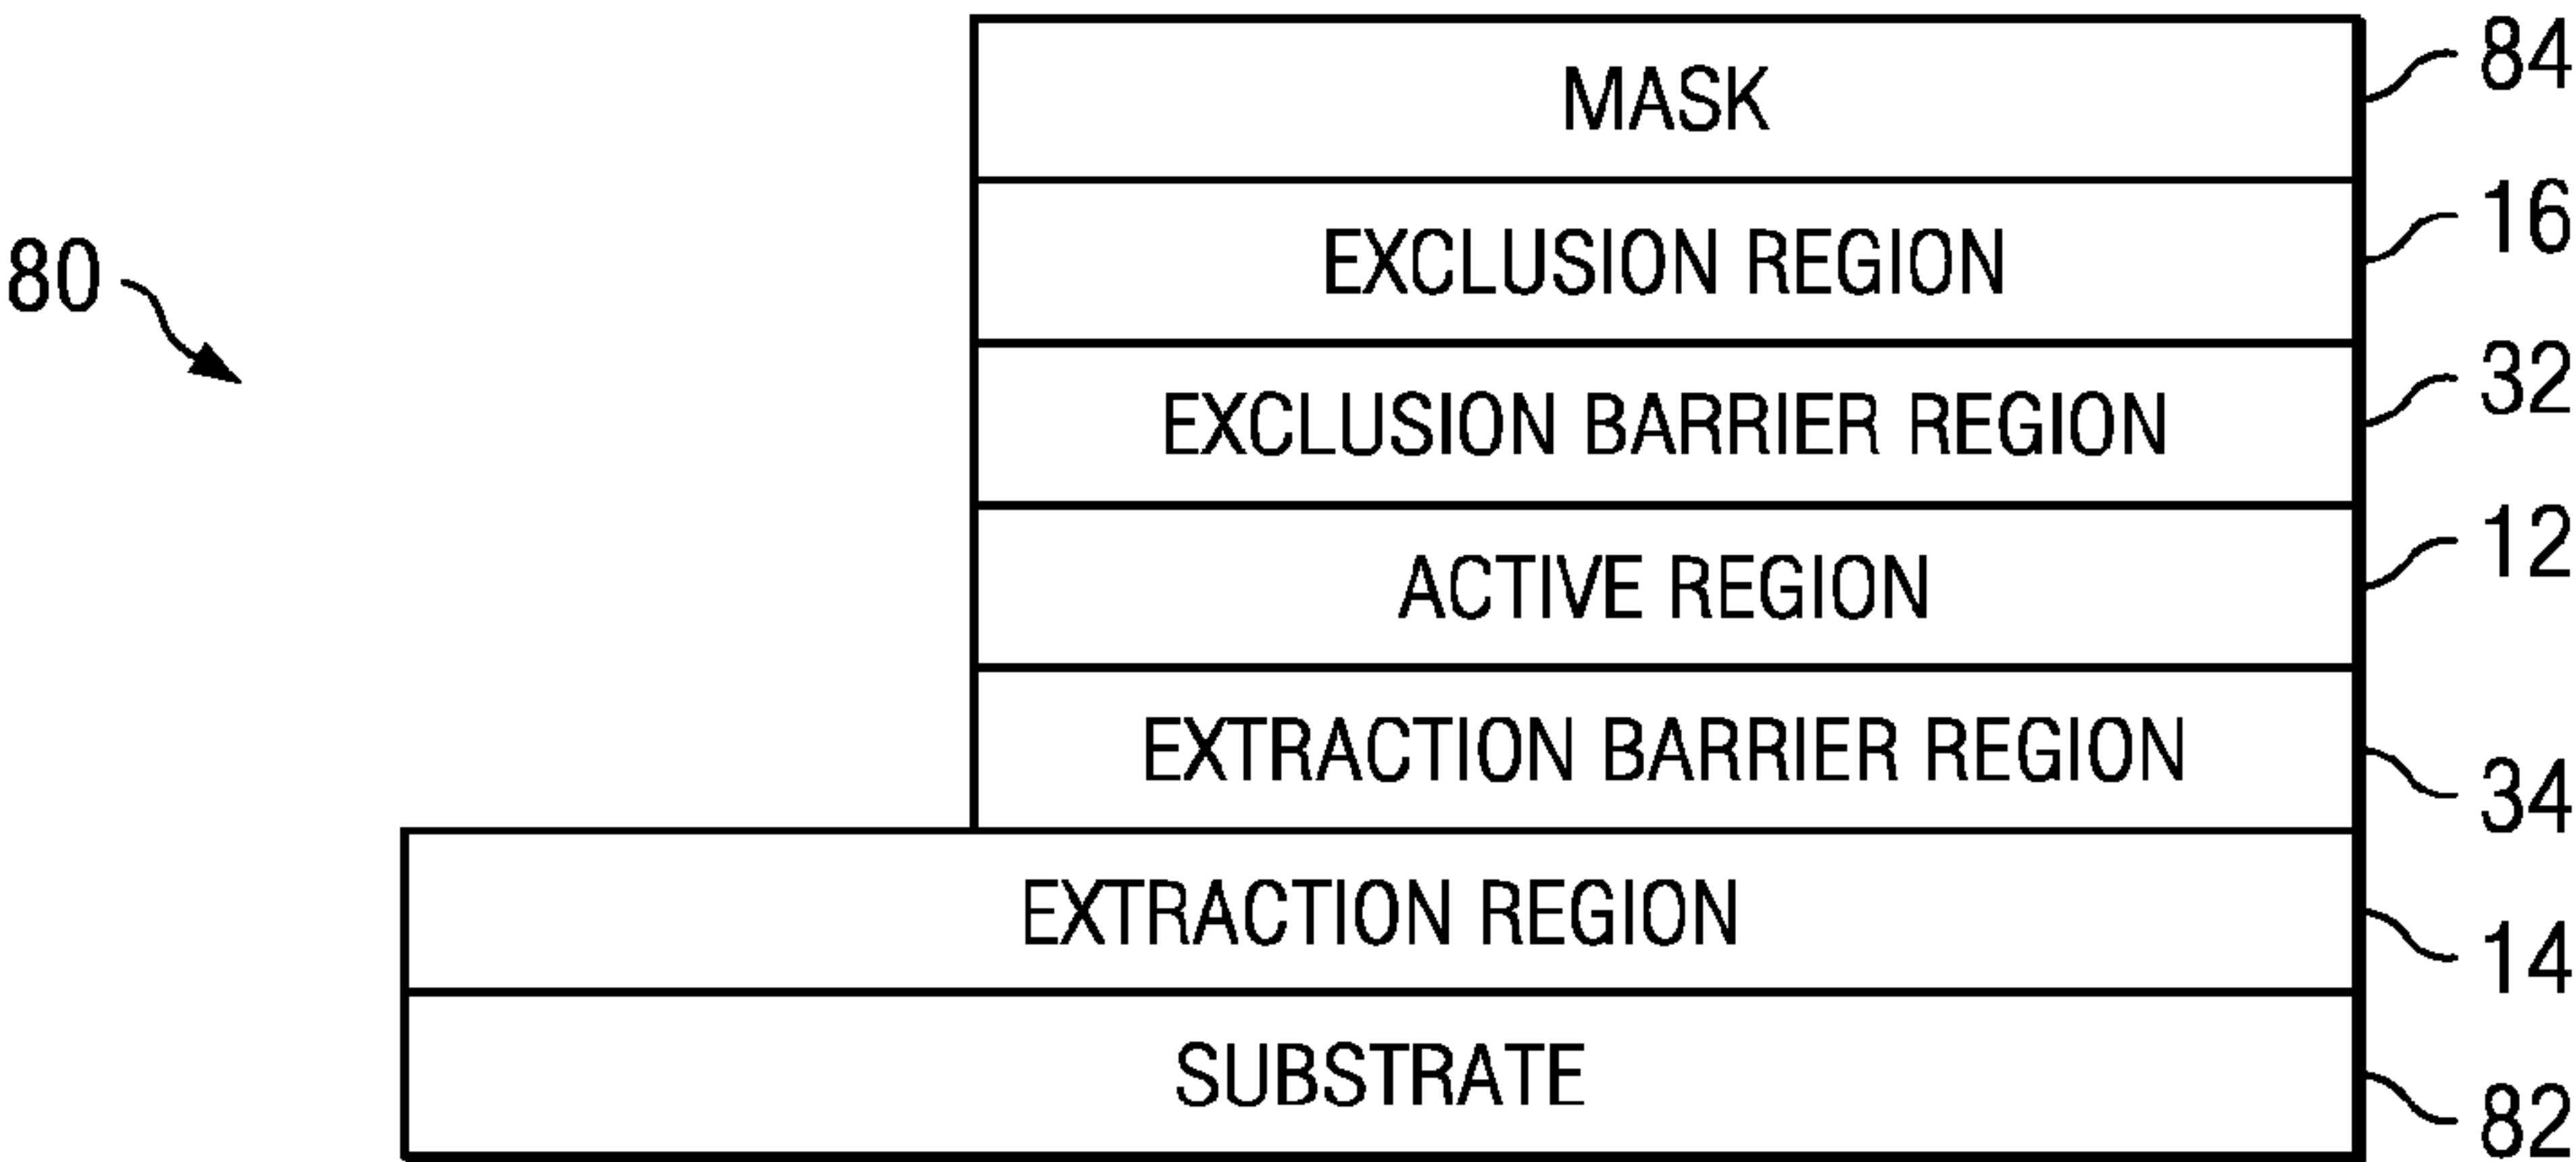 MASK
84
EXCLUSION REGION
16
80
EXCLUSION BARRIER REGION
32
ACTIVE REGION
12
EXTRACTION BARRIER REGION
34
EXTRACTION REGION
14
SUBSTRATE
82